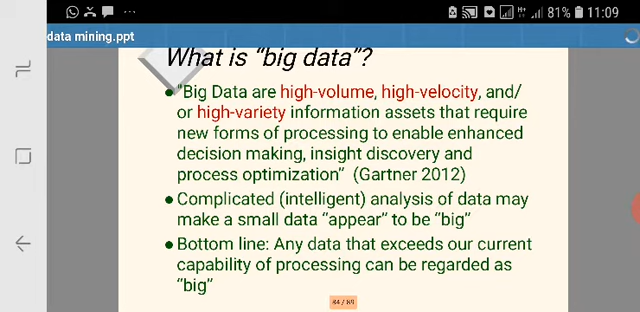 81% 11:09
data mining.ppt
What is “big data”?
"Big Data are high-volume, high-velocity, and/
or high-variety information assets that require
new forms of processing to enable enhanced
decision making, insight discovery and
process optimization” (Gartner 2012)
Complicated (intelligent) analysis of data may
make a small data “appear” to be “big”
Bottom line: Any data that exceeds our current
capability of processing can be regarded as
“big”